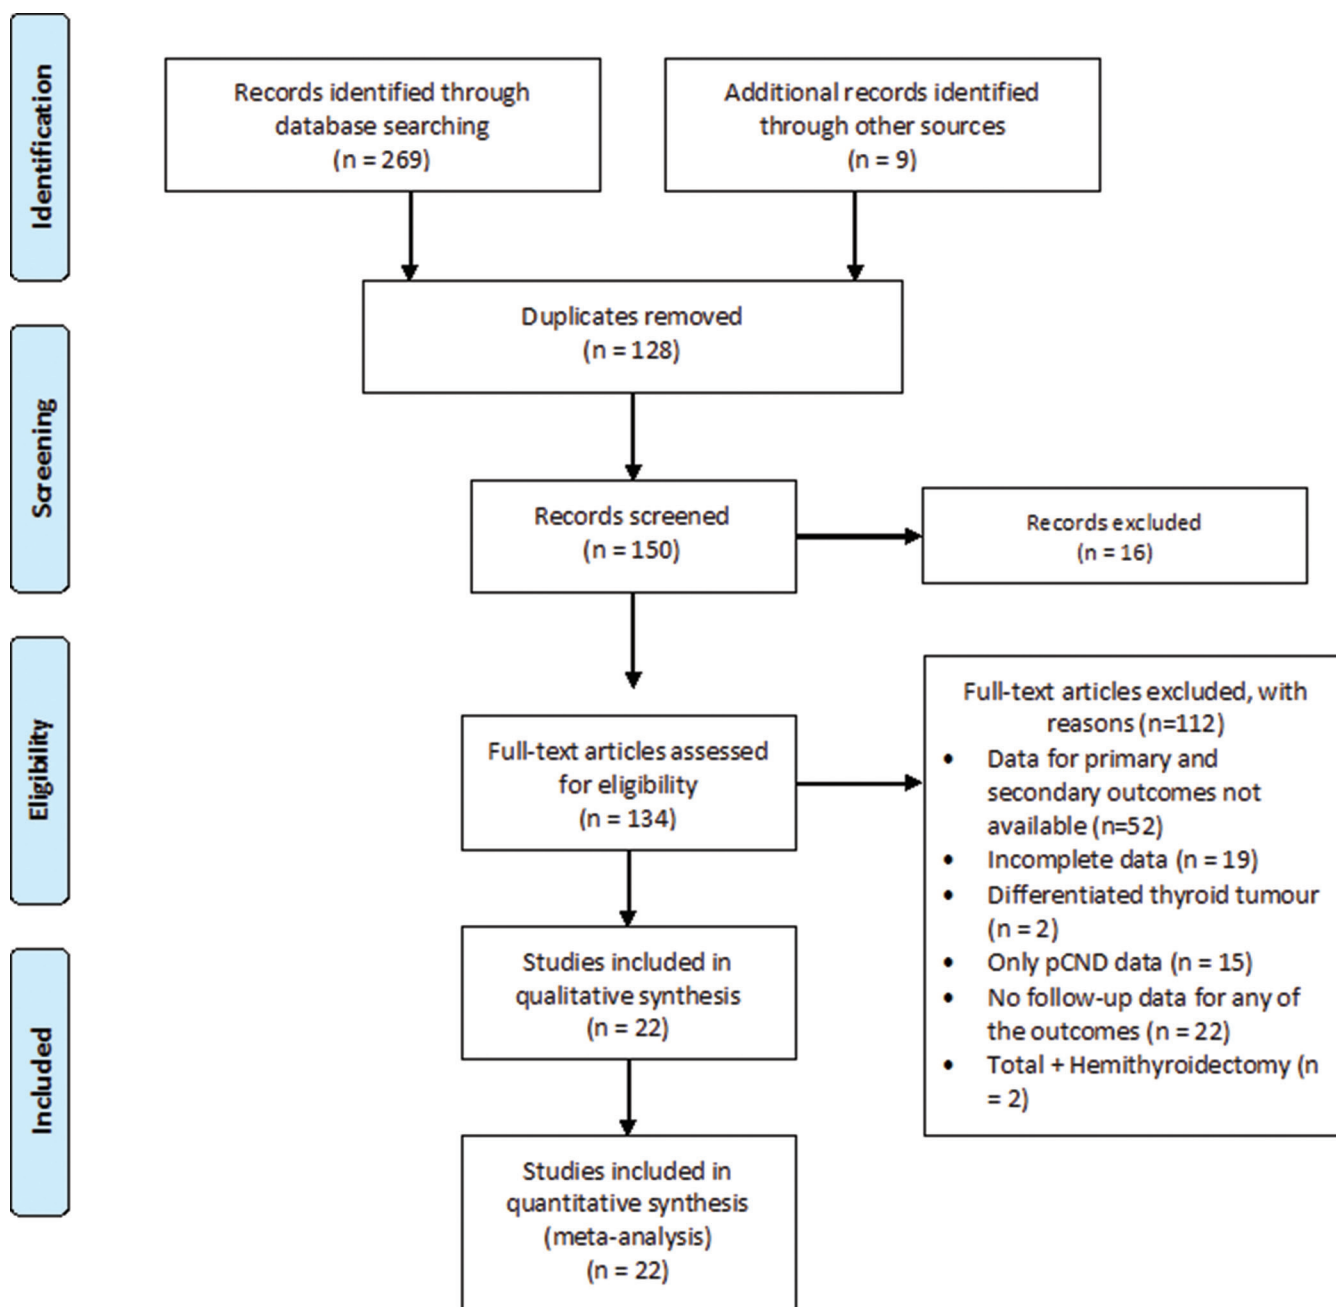 Identification
Records identified through
database searching
(n = 269)
Additional records identified
through other sources
(n = 9)
Duplicates removed
(n = 128)
Screening
Records screened
(n = 150)
Records excluded
(n = 16)
Eligibility
Full-text articles assessed
for eligibility
(n = 134)
Full-text articles excluded, with
reasons (n=112)
• Data for primary and
secondary outcomes not
available (n=52)
• Incomplete data (n = 19)
• Differentiated thyroid tumour
(n = 2)
• Only pCND data (n = 15)
• No follow-up data for any of
the outcomes (n = 22)
• Total + Hemithyroidectomy (n
= 2)
Included
Studies included in
qualitative synthesis
(n = 22)
Studies included in
quantitative synthesis
(meta-analysis)
(n = 22)